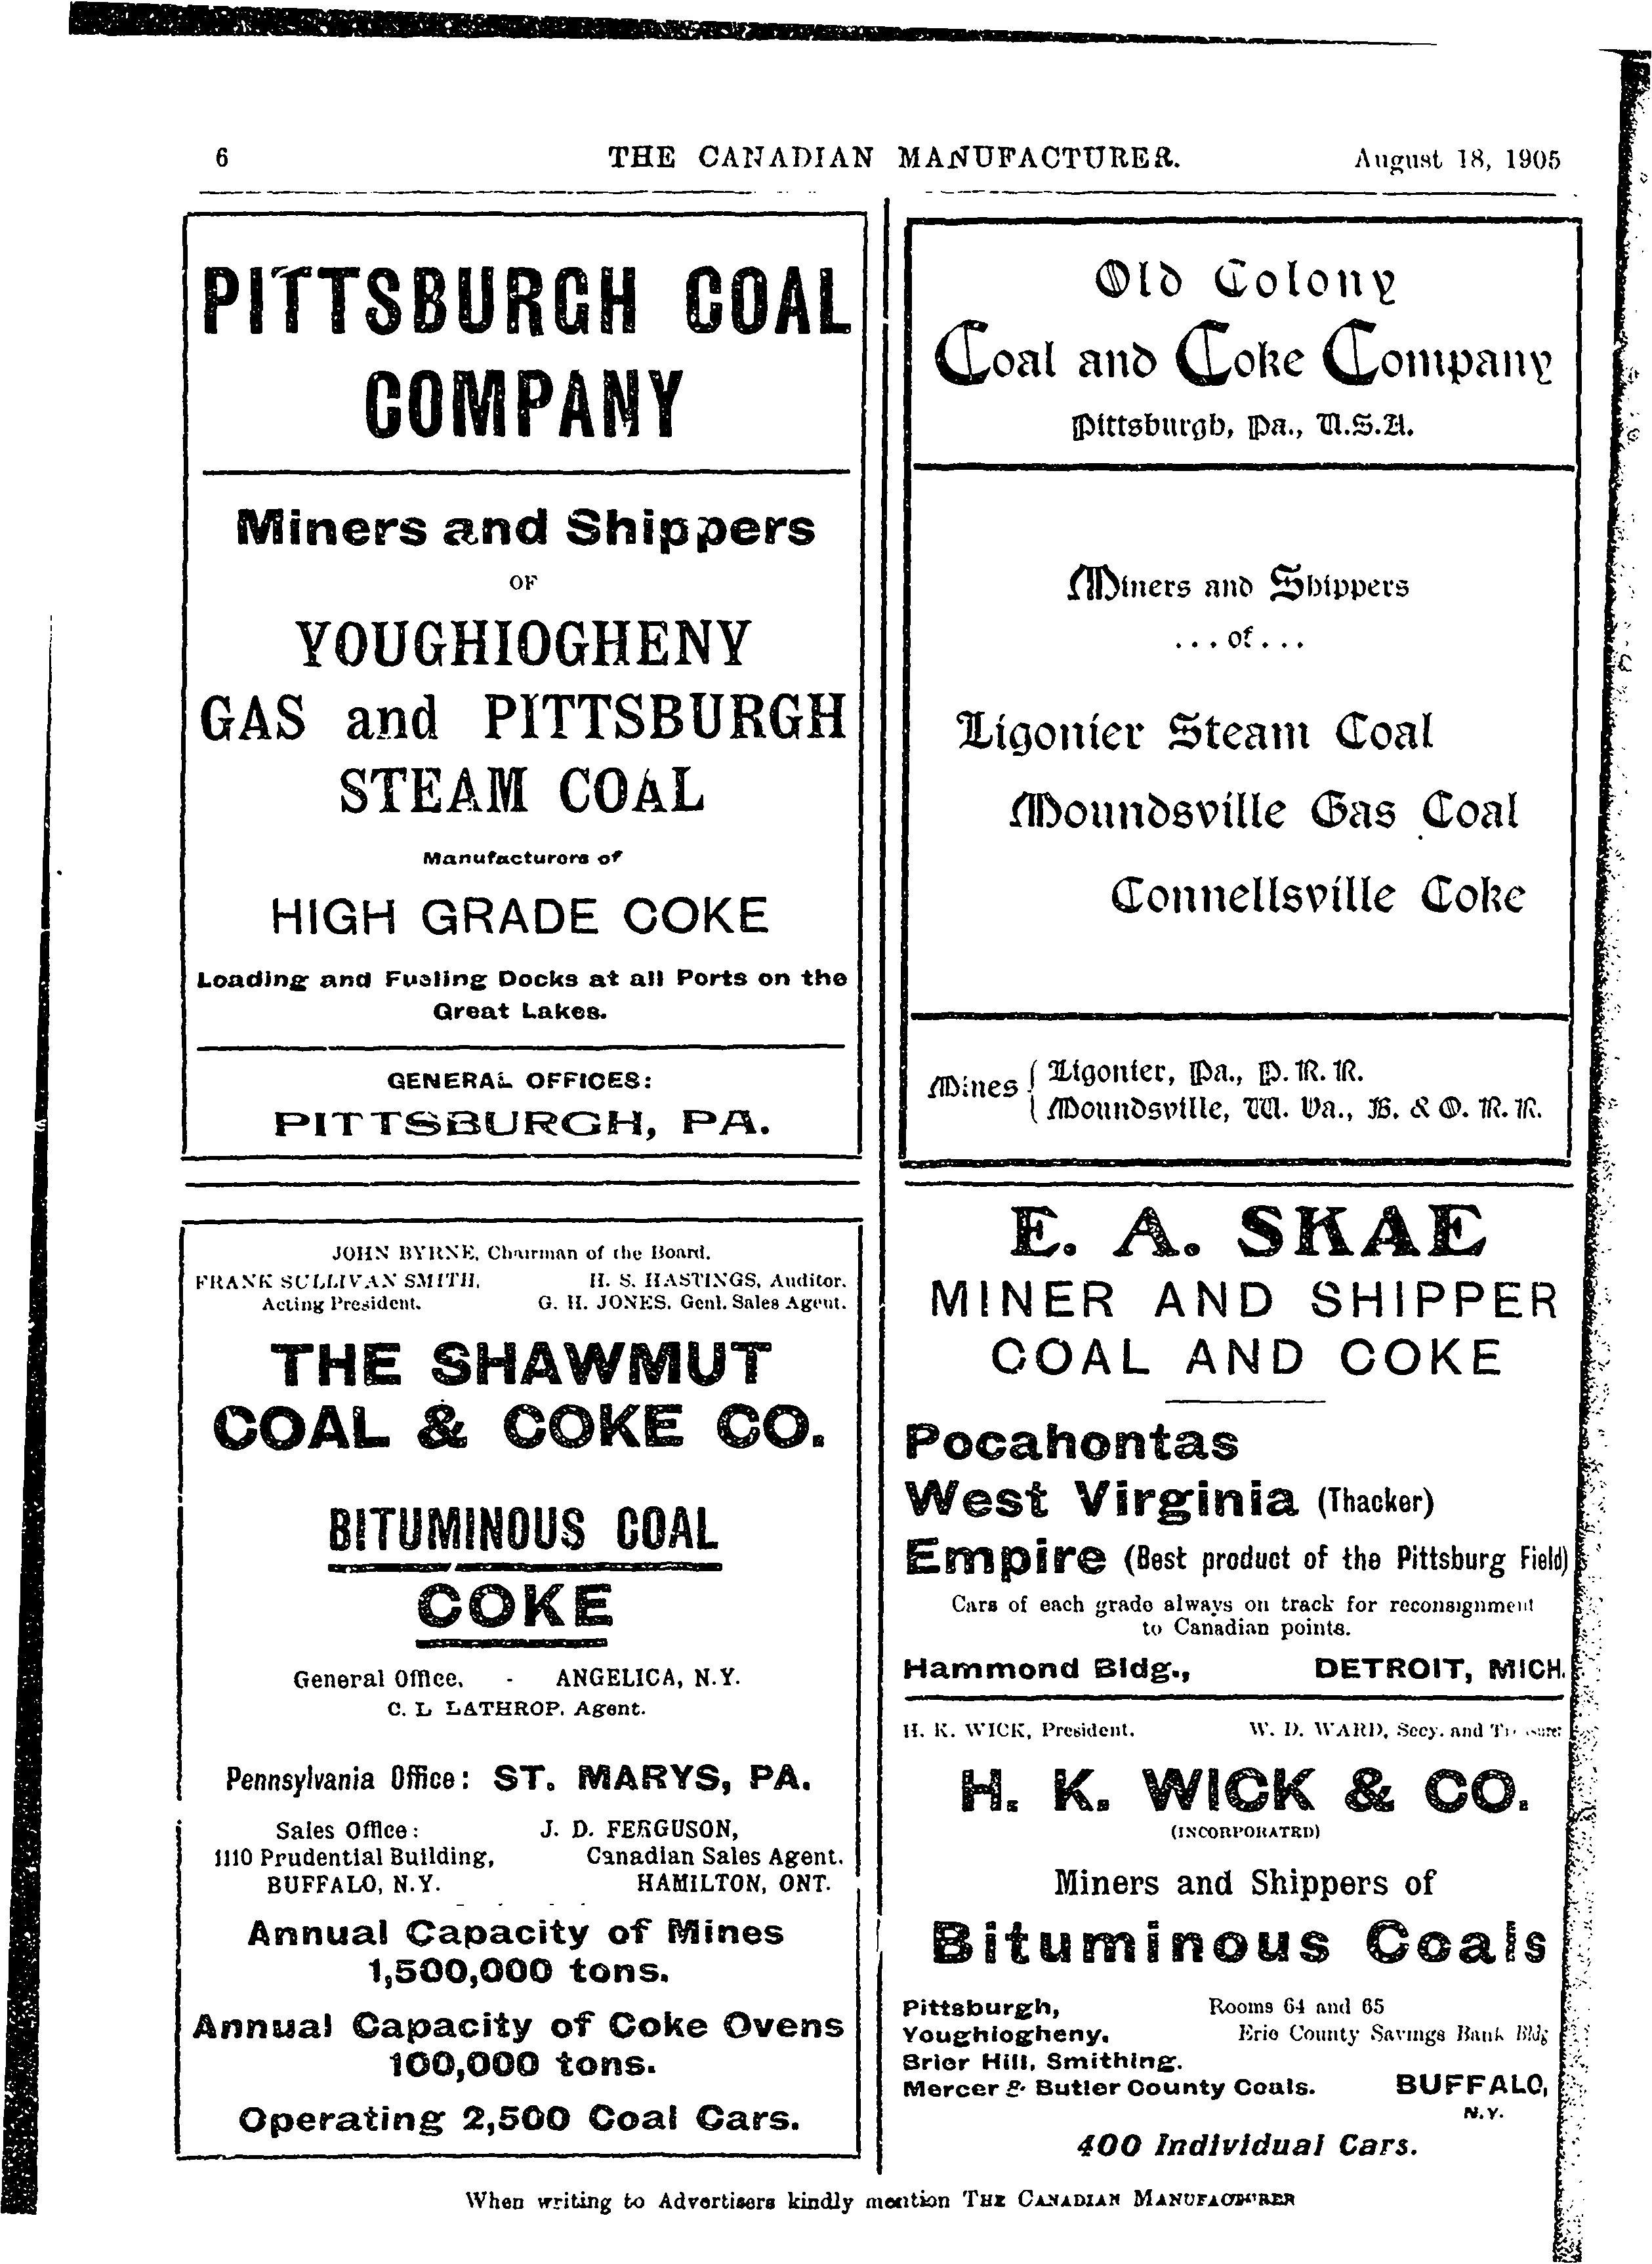 6
THE CANADIAN MANUFACTURER.
August 18, 1905
PITTSBURGH COAL
COMPANY
Miners and Shippers
OF
YOUGHIOGHENY
GAS and PITTSBURGH
STEAM COAL
Manufacturers of
HIGH GRADE COKE
Loading and Fueling Docks at all Ports on the
Great Lakes.
GENERAL OFFICES:
PITTSBURGH, PA.
JOHN BYRNE, Chairman of the Board.
FRANK SULLIVAN SMITH, H. S. HASTINGS, Auditor.
Acting President. G. H. JONES, Genl. Sales Agent.
THE SHAWMUT
COAL & COKE CO.
BITUMINOUS COAL
COKE
General Office, - ANGELICA, N.Y.
C. L. LATHROP, Agent.
Pennsylvania Office: ST. MARYS, PA.
Sales Office: J. D. FERGUSON,
1110 Prudential Building, Canadian Sales Agent.
BUFFALO, N.Y. HAMILTON, ONT.
Annual Capacity of Mines
1,500,000 tons.
Annual Capacity of Coke Ovens
100,000 tons.
Operating 2,500 Coal Cars.
Old Colony
Coal and Coke Company
Pittsburgh, Pa., U.S.A.
Miners and Shippers
...of...
Ligonier Steam Coal
Moundsville Gas Coal
Connellsville Coke
Mines { Ligonier, Pa., P. R. R.
Moundsville, W. Va., B. & O. R. R.
E. A. SKAE
MINER AND SHIPPER
COAL AND COKE
Pocahontas
West Virginia (Thacker)
Empire (Best product of the Pittsburg Field)
Cars of each grade always on track for reconsignment
to Canadian points.
Hammond Bldg., DETROIT, MICH.
H. K. WICK, President. W. D. WARD, Secy. and
H. K. WICK & CO.
(INCORPORATED)
Miners and Shippers of
Bituminous Coals
Pittsburgh, Rooms 64 and 65
Youghiogheny, Erie County Savings Bank Bldg
Brier Hill, Smithing.
Mercer & Butler County Coals. BUFFALO,
N.Y.
400 Individual Cars.
When writing to Advertisers kindly mention THE CANADIAN MANUFACTURER